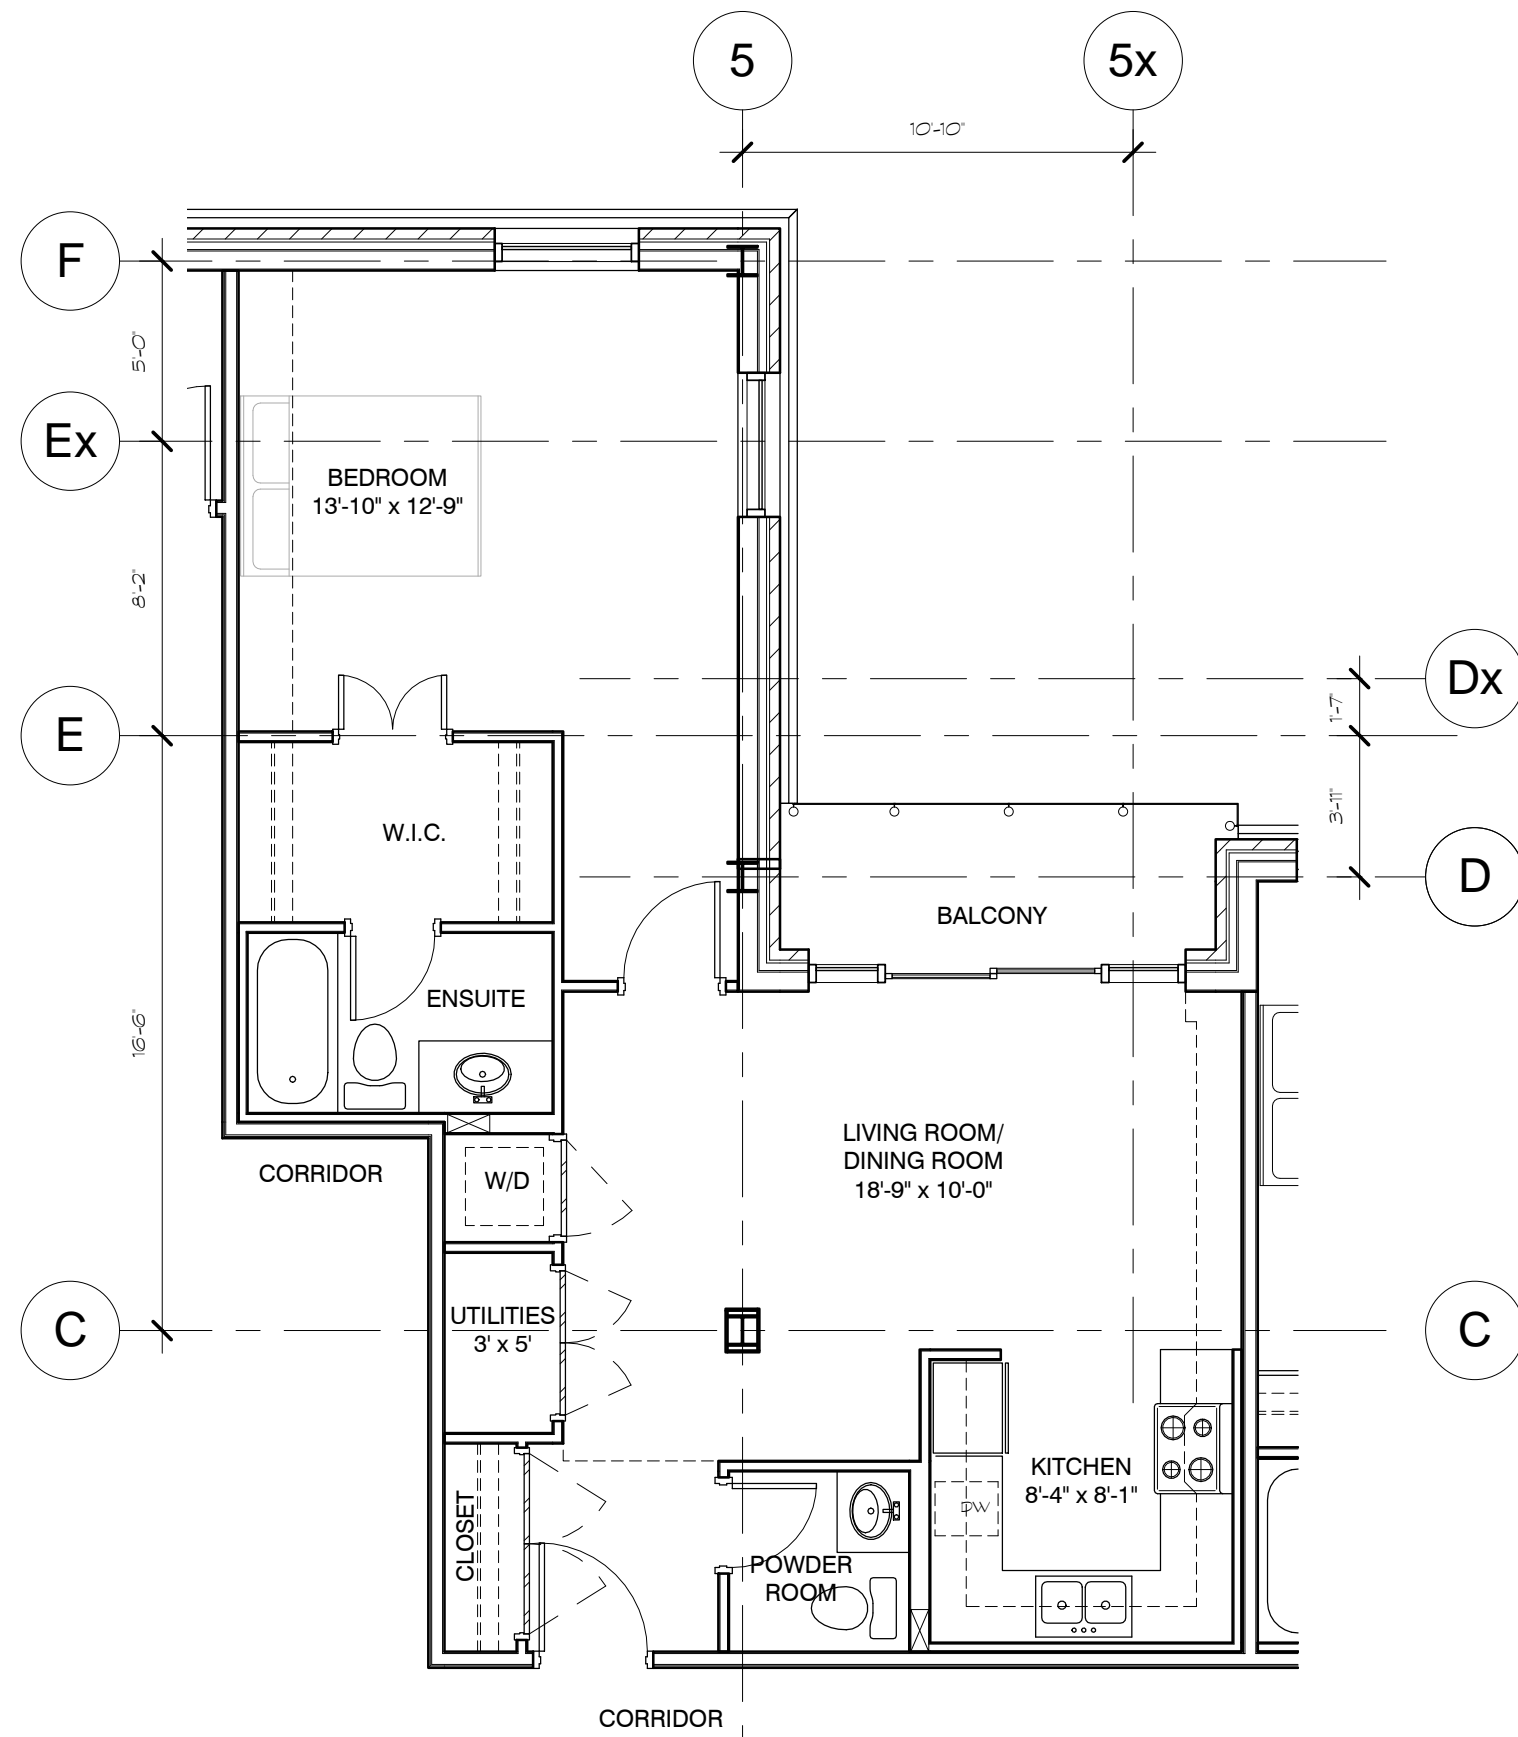 5
5x
10'-10"
F
5'-0"
Ex
BEDROOM
13'-10" x 12'-9"
8'-2"
Dx
1'-7"
E
3'-11"
W.I.C.
D
BALCONY
ENSUITE
16'-6"
LIVING ROOM/
DINING ROOM
18'-9" x 10'-0"
CORRIDOR
W/D
UTILITIES
3' x 5'
C
C
KITCHEN
8'-4" x 8'-1"
DW
CLOSET
POWDER
ROOM
CORRIDOR